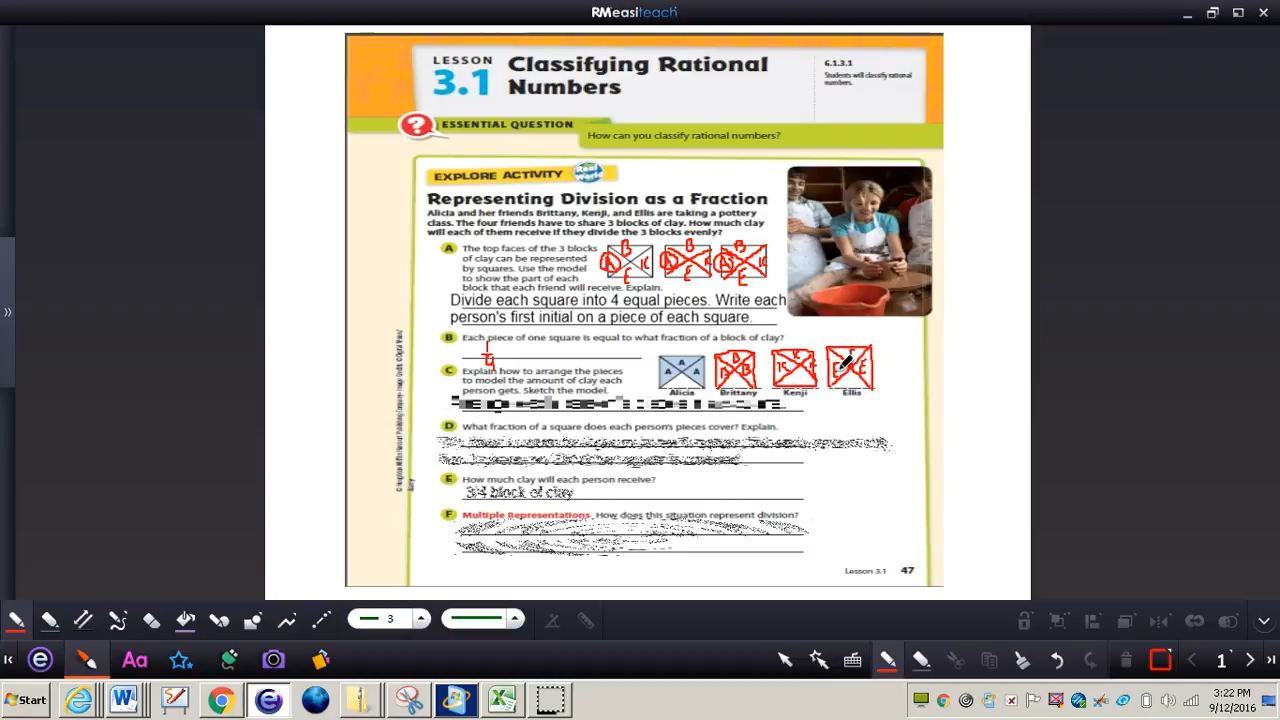 RMeasiteach
LESSON
3.1
Classifying Rational
Numbers
6.1.3.1
Students will classify rational
numbers.
?
ESSENTIAL QUESTION
How can you classify rational numbers?
EXPLORE ACTIVITY
Real
World
Representing Division as a Fraction
Alicia and her friends Brittany, Kenji, and Ellis are taking a pottery
class. The four friends have to share 3 blocks of clay. How much clay
will each of them receive if they divide the 3 blocks evenly?
A The top faces of the 3 blocks
of clay can be represented
by squares. Use the model
to show the part of each
block that each friend will receive. Explain.
B B B
A K A K A K
E E E
Divide each square into 4 equal pieces. Write each
person's first initial on a piece of each square.
B Each piece of one square is equal to what fraction of a block of clay?
1/4
C Explain how to arrange the pieces
to model the amount of clay each
person gets. Sketch the model.
A
A A
B
B B
K
K K
E
E E
Alicia Brittany Kenji Ellis
D What fraction of a square does each person's pieces cover? Explain.
E How much clay will each person receive?
3/4 block of clay
F Multiple Representations How does this situation represent division?
Lesson 3.1 47
3
Aa
1
Start
3:22 PM
9/12/2016